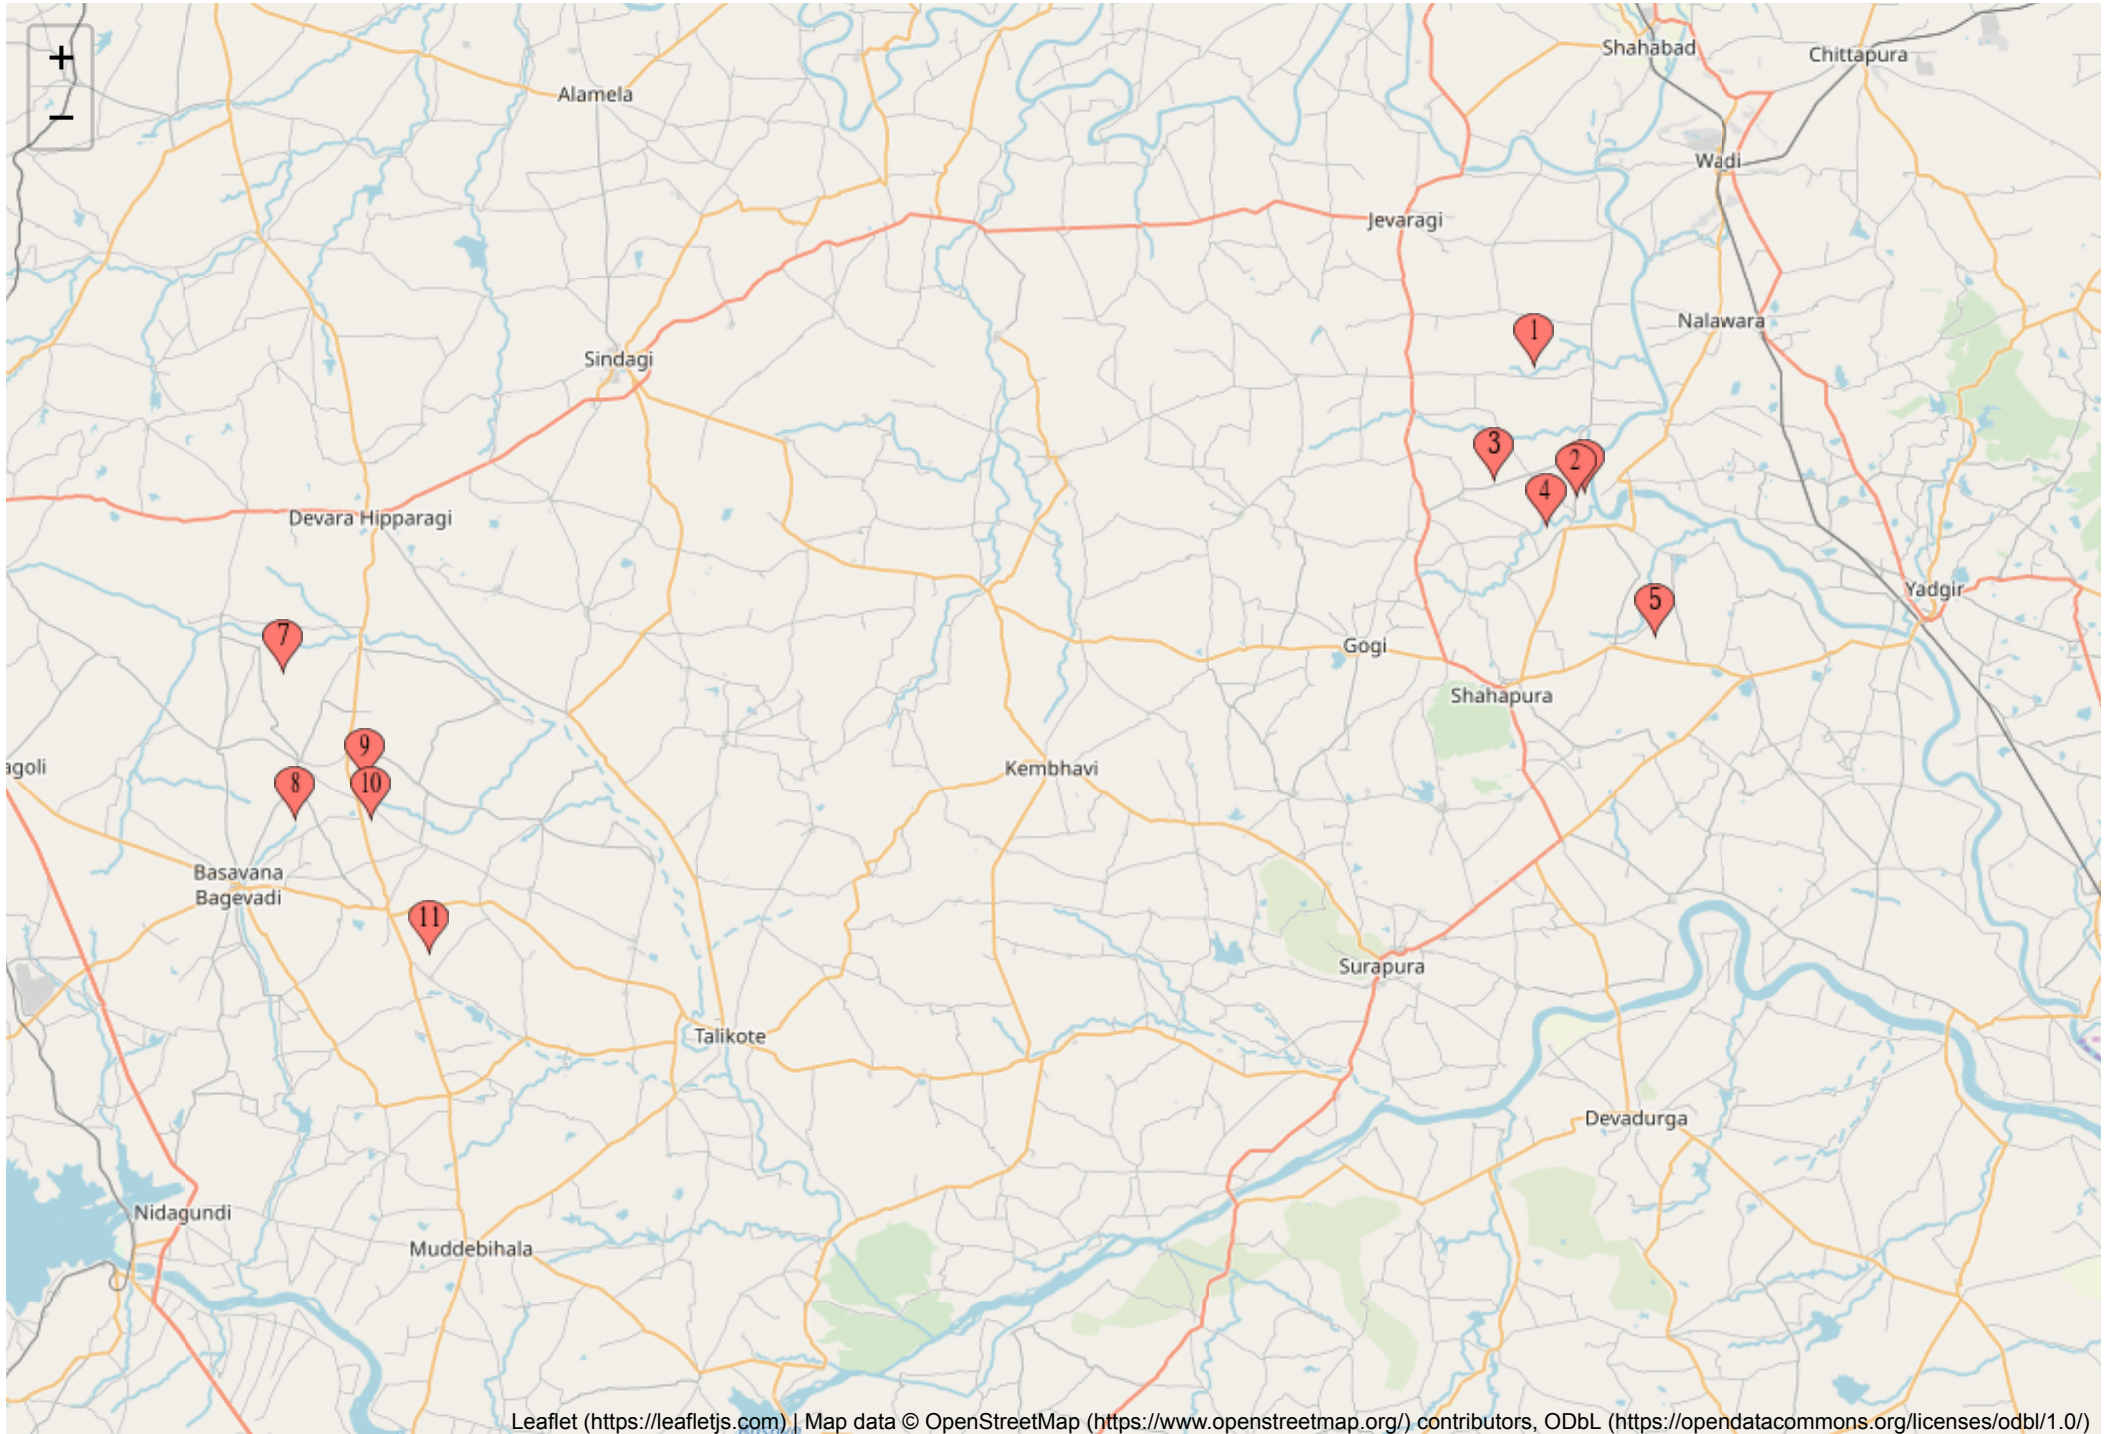 +
−
Alamela
Shahabad
Chittapura
Wadi
Jevaragi
Nalawara
1
Sindagi
3
2
4
Devara Hipparagi
Yadgir
5
7
Gogi
Shahapura
9
agoli
Kembhavi
8
10
Basavana
Bagevadi
11
Surapura
Talikote
Devadurga
Nidagundi
Muddebihala
Leaflet (https://leafletjs.com) | Map data © OpenStreetMap (https://www.openstreetmap.org/) contributors, ODbL (https://opendatacommons.org/licenses/odbl/1.0/)